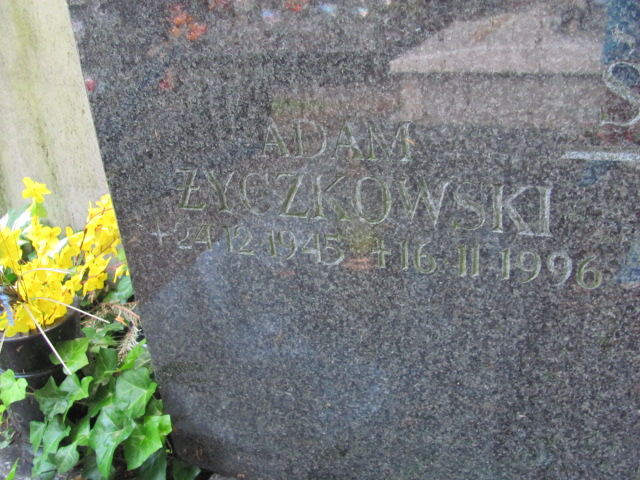 ADAM
ŻYCZKOWSKI
+24 12 1945 +16 11 1996
S